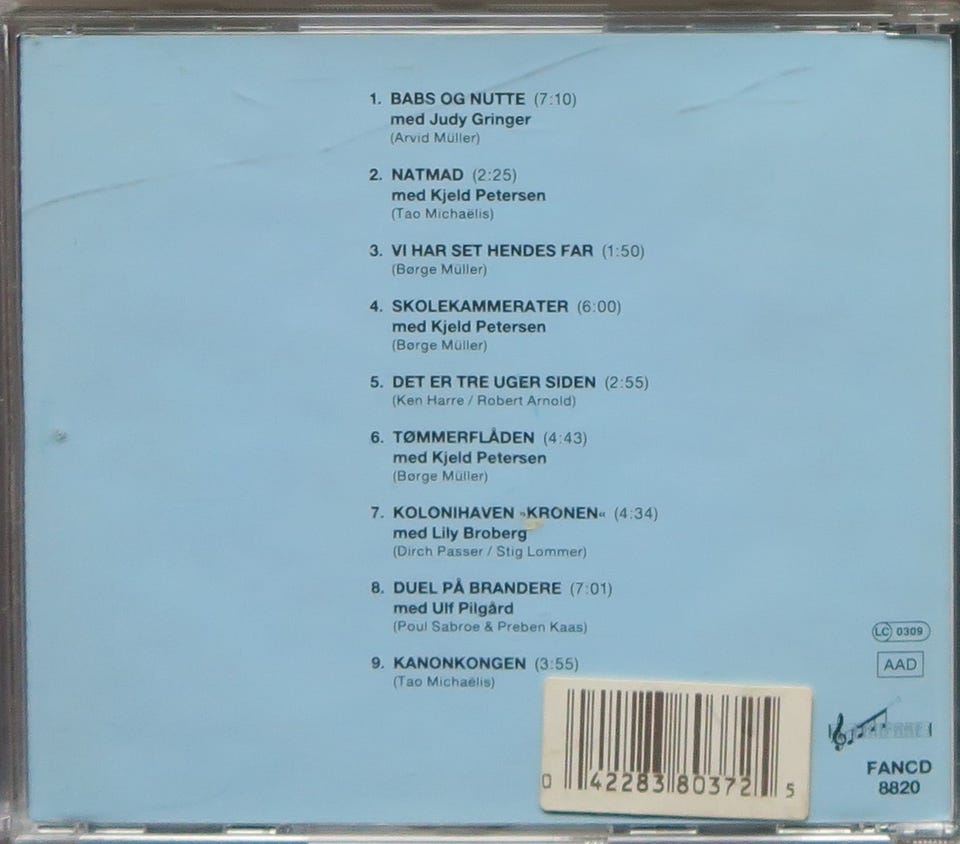 1. BABS OG NUTTE (7:10)
med Judy Gringer
(Arvid Müller)
2. NATMAD (2:25)
med Kjeld Petersen
(Tao Michaëlis)
3. VI HAR SET HENDES FAR (1:50)
(Børge Müller)
4. SKOLEKAMMERATER (6:00)
med Kjeld Petersen
(Børge Müller)
5. DET ER TRE UGER SIDEN (2:55)
(Ken Harre / Robert Arnold)
6. TØMMERFLÅDEN (4:43)
med Kjeld Petersen
(Børge Müller)
7. KOLONIHAVEN »KRONEN« (4:34)
med Lily Broberg
(Dirch Passer / Stig Lommer)
8. DUEL PÅ BRANDERE (7:01)
med Ulf Pilgård
(Poul Sabroe & Preben Kaas)
9. KANONKONGEN (3:55)
(Tao Michaëlis)
LC 0309
AAD
FANCD
8820
0 42283 80372 5